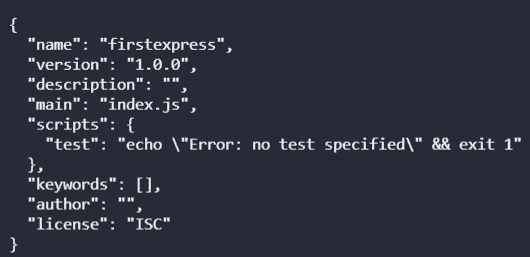 {
  "name": "firstexpress",
  "version": "1.0.0",
  "description": "",
  "main": "index.js",
  "scripts": {
    "test": "echo \"Error: no test specified\" && exit 1"
  },
  "keywords": [],
  "author": "",
  "license": "ISC"
}